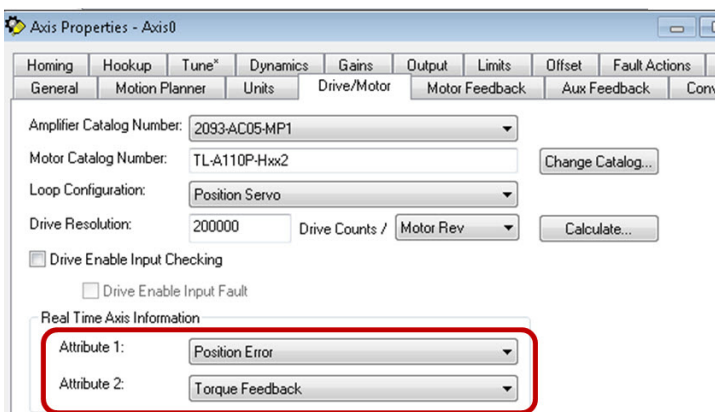 Axis Properties - Axis0
Homing Hookup Tune* Dynamics Gains Output Limits Offset Fault Actions
General Motion Planner Units Drive/Motor Motor Feedback Aux Feedback Conv
Amplifier Catalog Number: 2093-AC05-MP1
Motor Catalog Number: TL-A110P-Hxx2 Change Catalog...
Loop Configuration: Position Servo
Drive Resolution: 200000 Drive Counts / Motor Rev Calculate...
Drive Enable Input Checking
Drive Enable Input Fault
Real Time Axis Information
Attribute 1: Position Error
Attribute 2: Torque Feedback